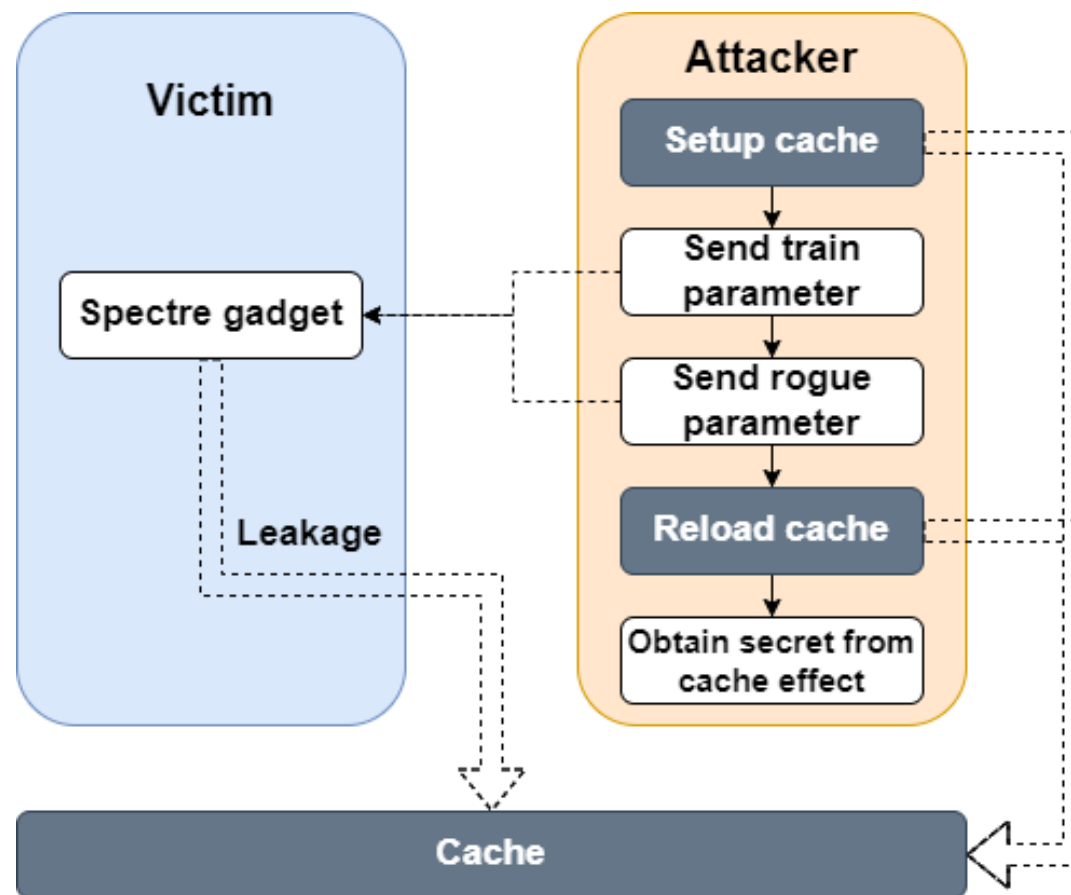 Victim
Attacker
Setup cache
Send train
parameter
Spectre gadget
Send rogue
parameter
Leakage
Reload cache
Obtain secret from
cache effect
Cache